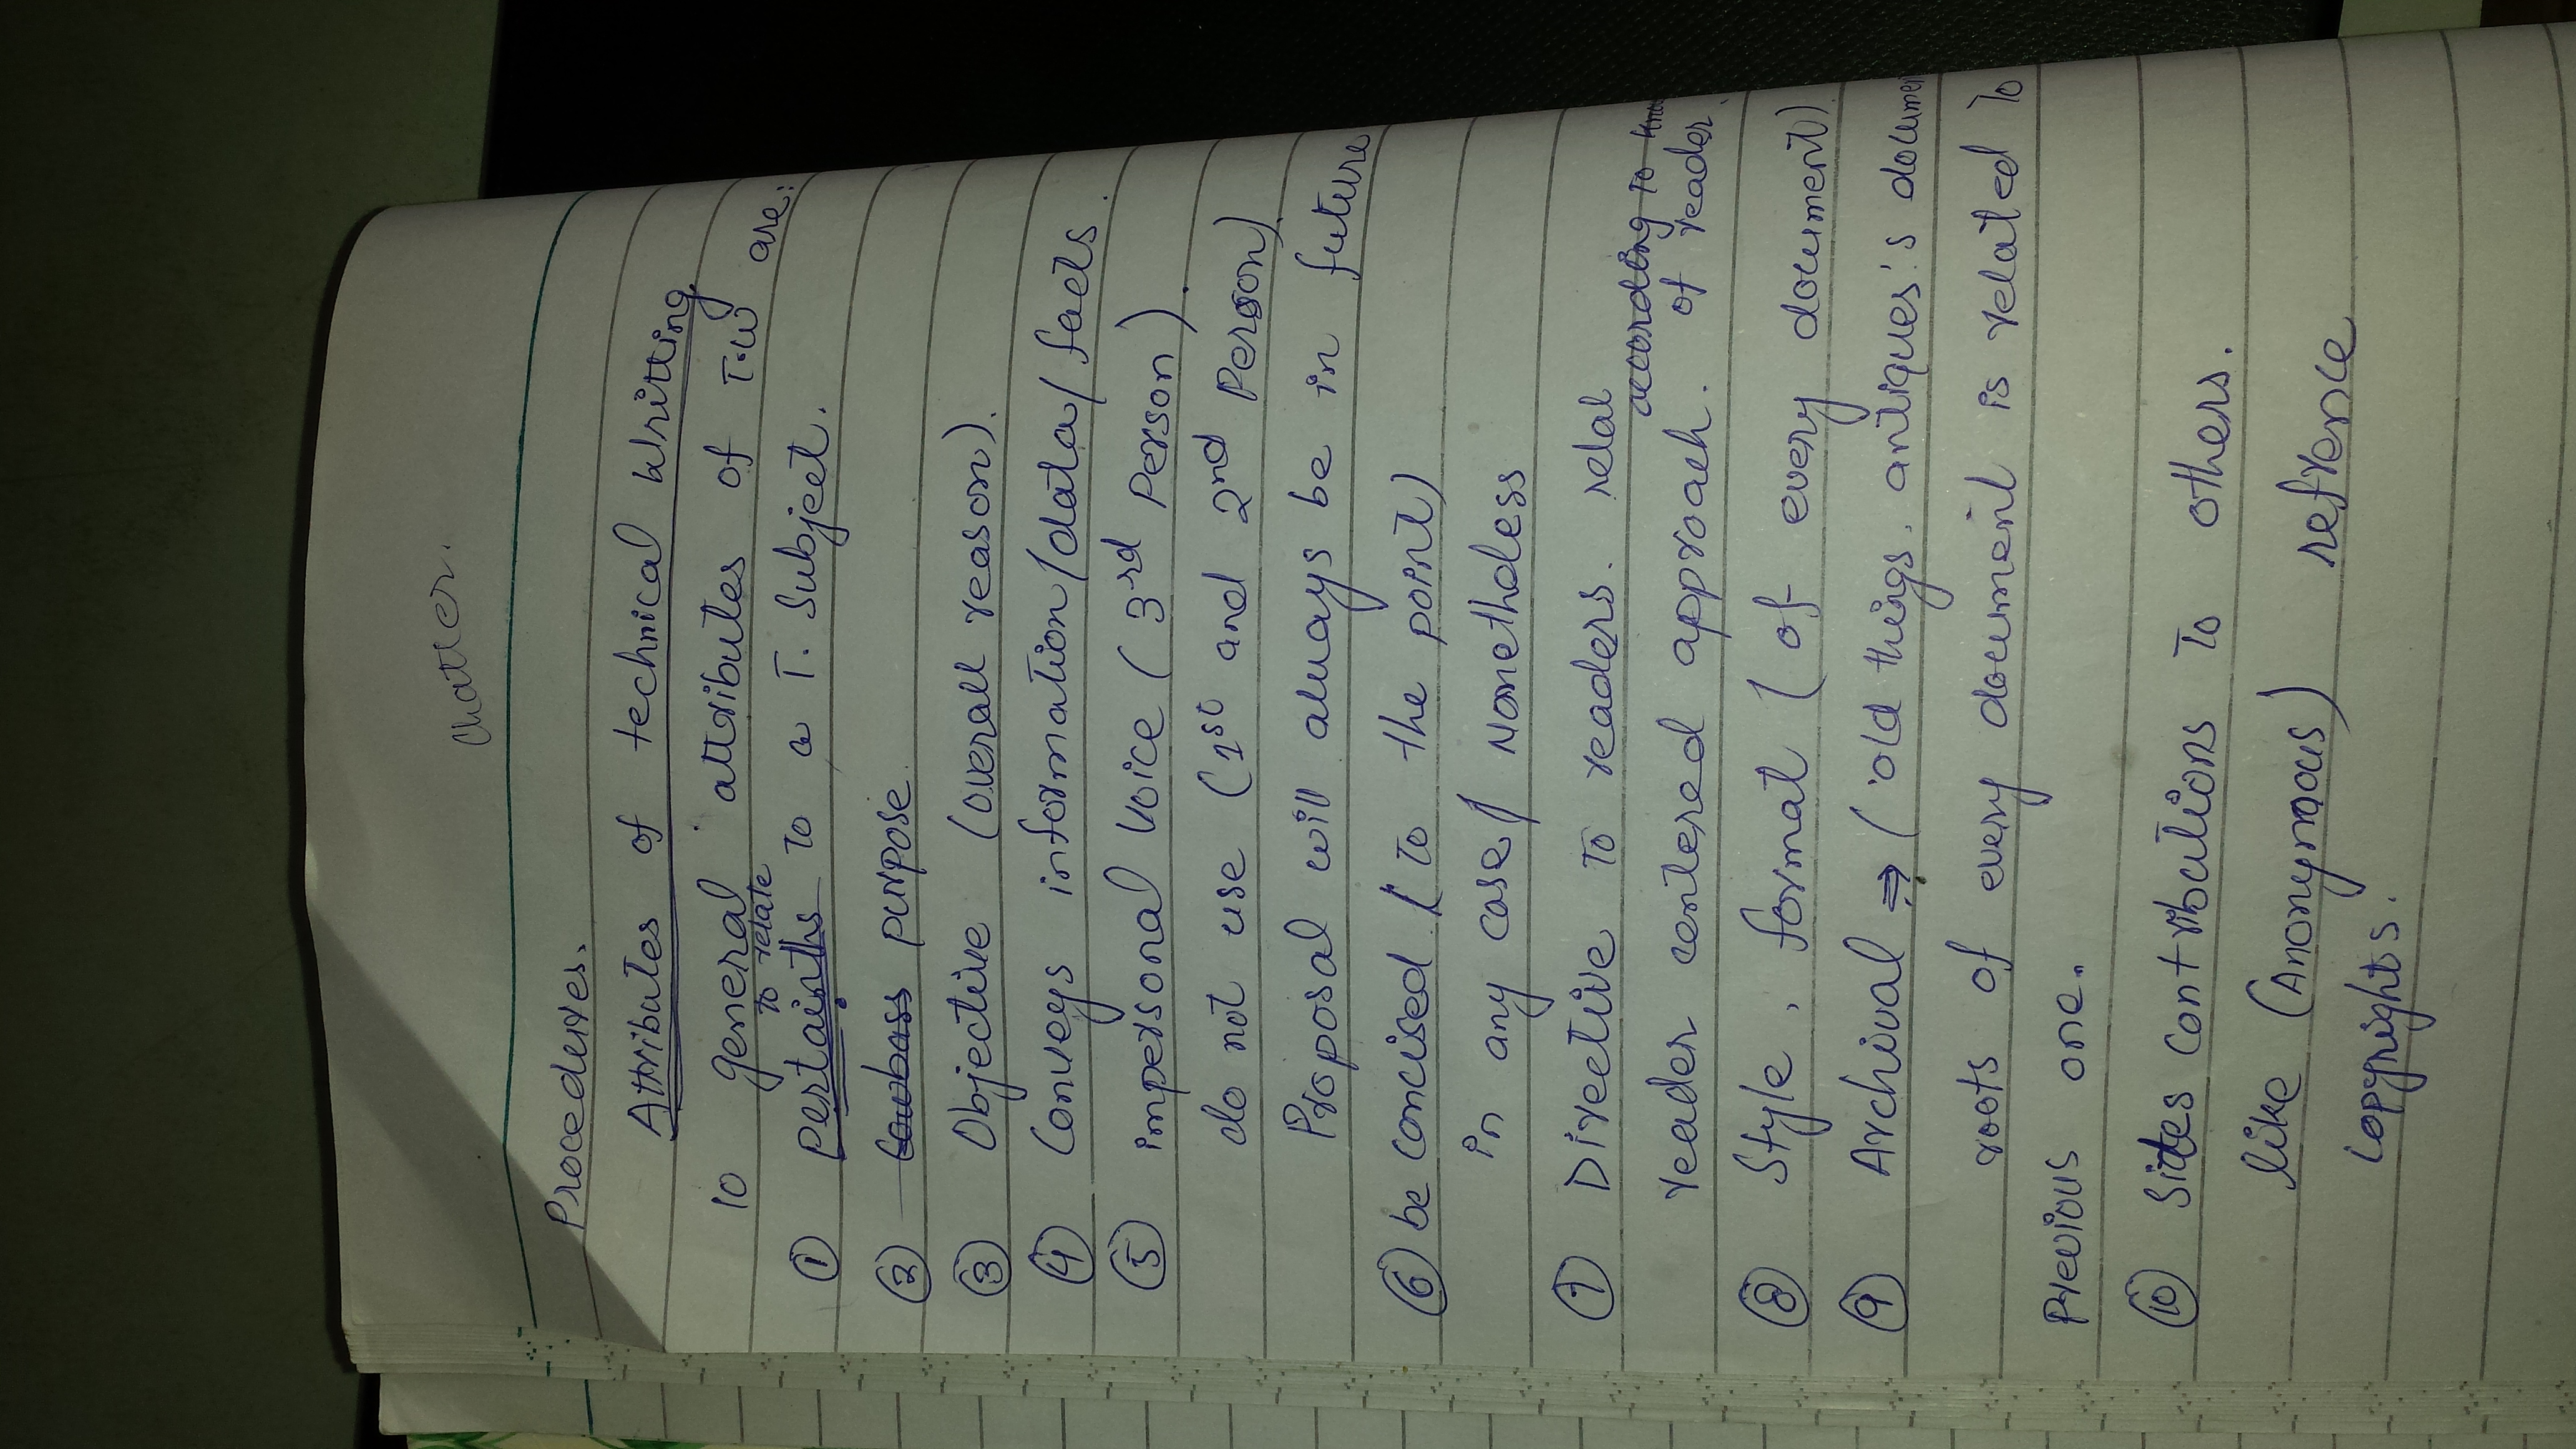 Chatter.
Procedures.
Attributes of technical Writting.
10 general attributes of T.W are:
to relate
① pertainths to a T. Subject.
② purpose.
③ Objective (overall reason).
④ Conveys information/data/facts.
⑤ impersonal Voice (3rd Person).
do not use (1st and 2nd Person).
Proposal will always be in future
⑥ be concised (to the point)
in any case/ Nonetheless
⑦ Directive to readers. relat
according to
reader centered approach. of reader.
⑧ Style, format (of every document)
⑨ Archival ⇒ (old things, antiques's documen
roots of every document is related to
previous one.
⑩ Sides contributions to others.
like (Anonymous) refrence
copyrights.